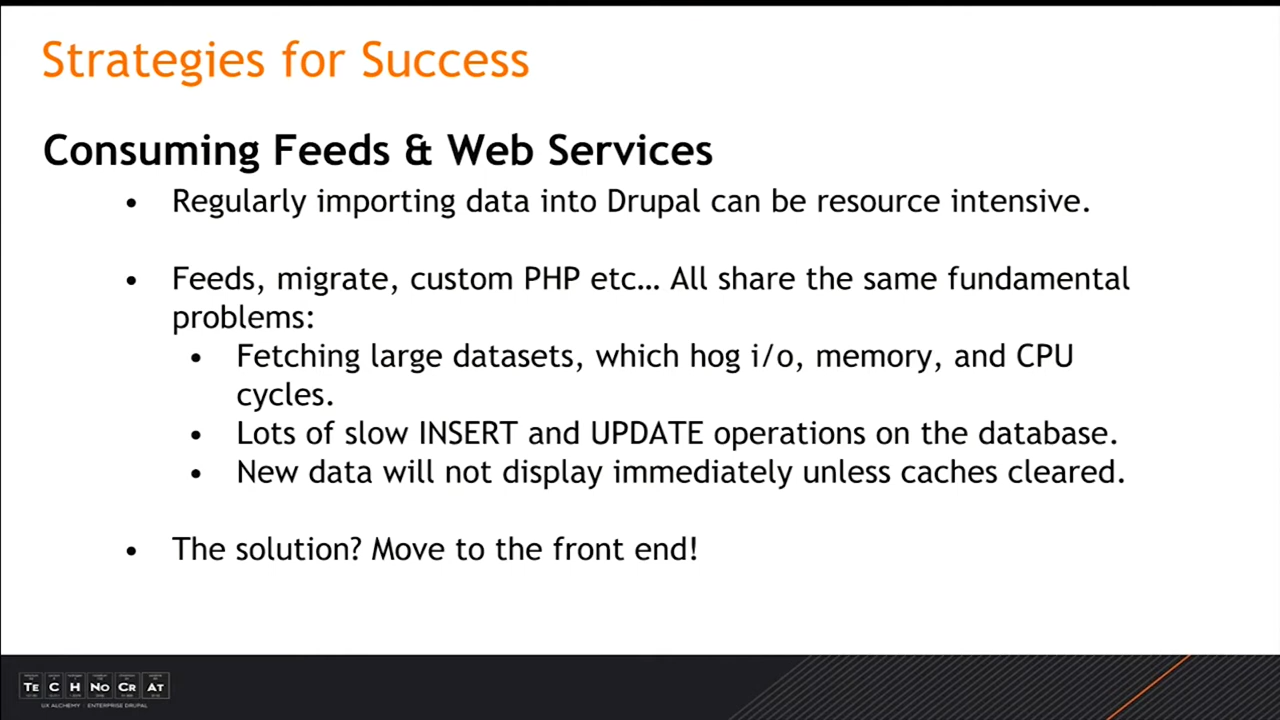 Strategies for Success
Consuming Feeds & Web Services
• Regularly importing data into Drupal can be resource intensive.
• Feeds, migrate, custom PHP etc… All share the same fundamental
problems:
• Fetching large datasets, which hog i/o, memory, and CPU
cycles.
• Lots of slow INSERT and UPDATE operations on the database.
• New data will not display immediately unless caches cleared.
• The solution? Move to the front end!
Te C H No Cr At
UX ALCHEMY | ENTERPRISE DRUPAL